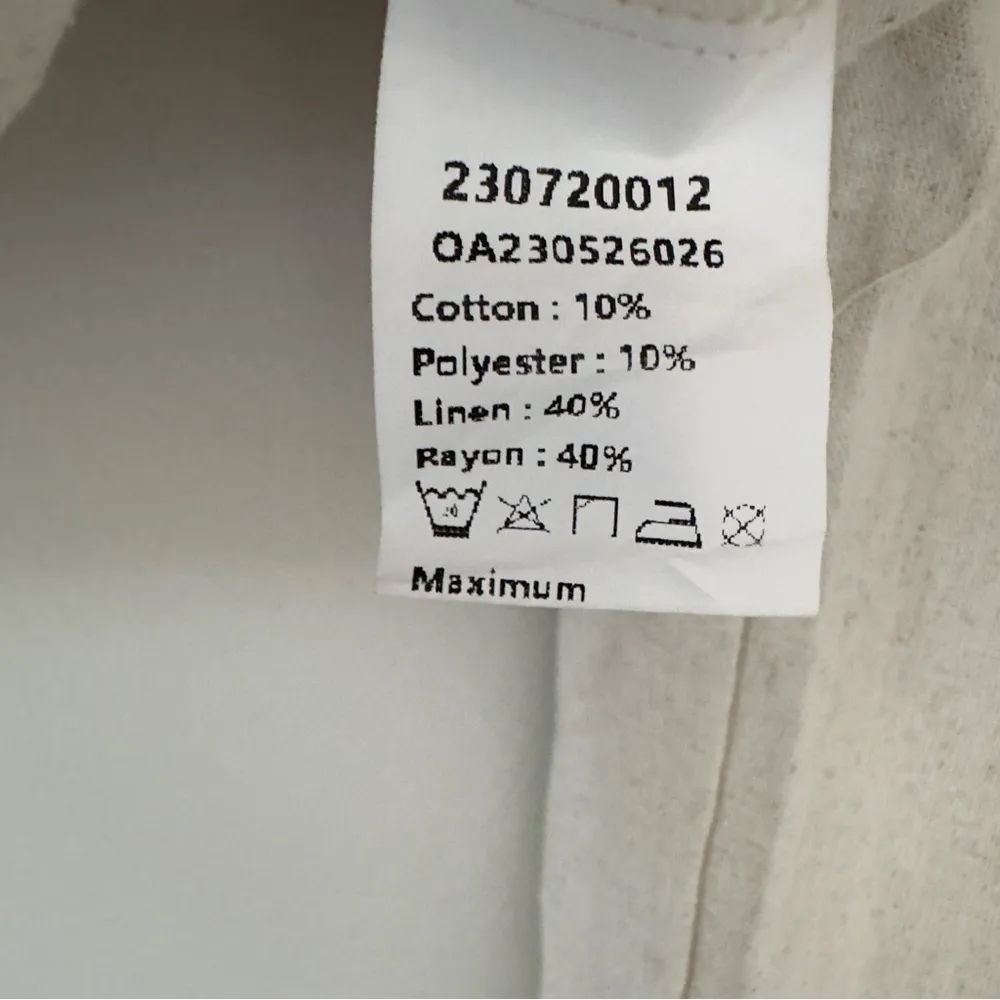 230720012
OA230526026
Cotton : 10%
Polyester : 10%
Linen : 40%
Rayon : 40%
Maximum